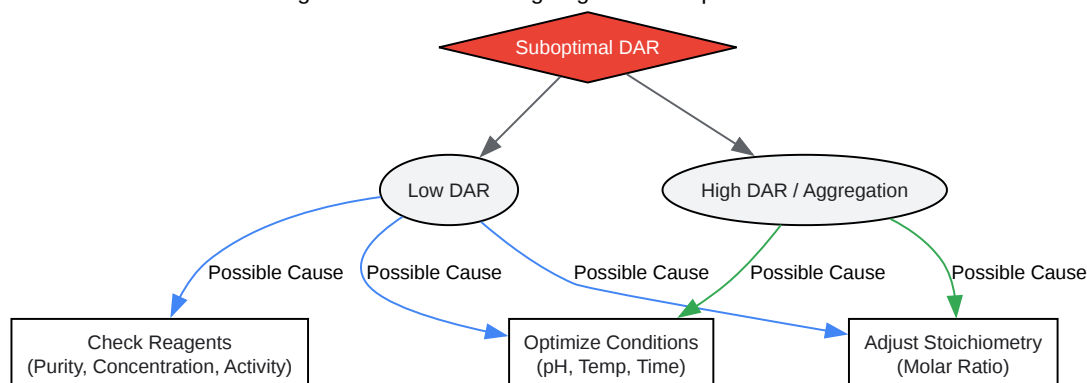 Suboptimal DAR
Low DAR
High DAR / Aggregation
Possible Cause
Possible Cause
Possible Cause
Possible Cause
Possible Cause
Check Reagents
(Purity, Concentration, Activity)
Optimize Conditions
(pH, Temp, Time)
Adjust Stoichiometry
(Molar Ratio)